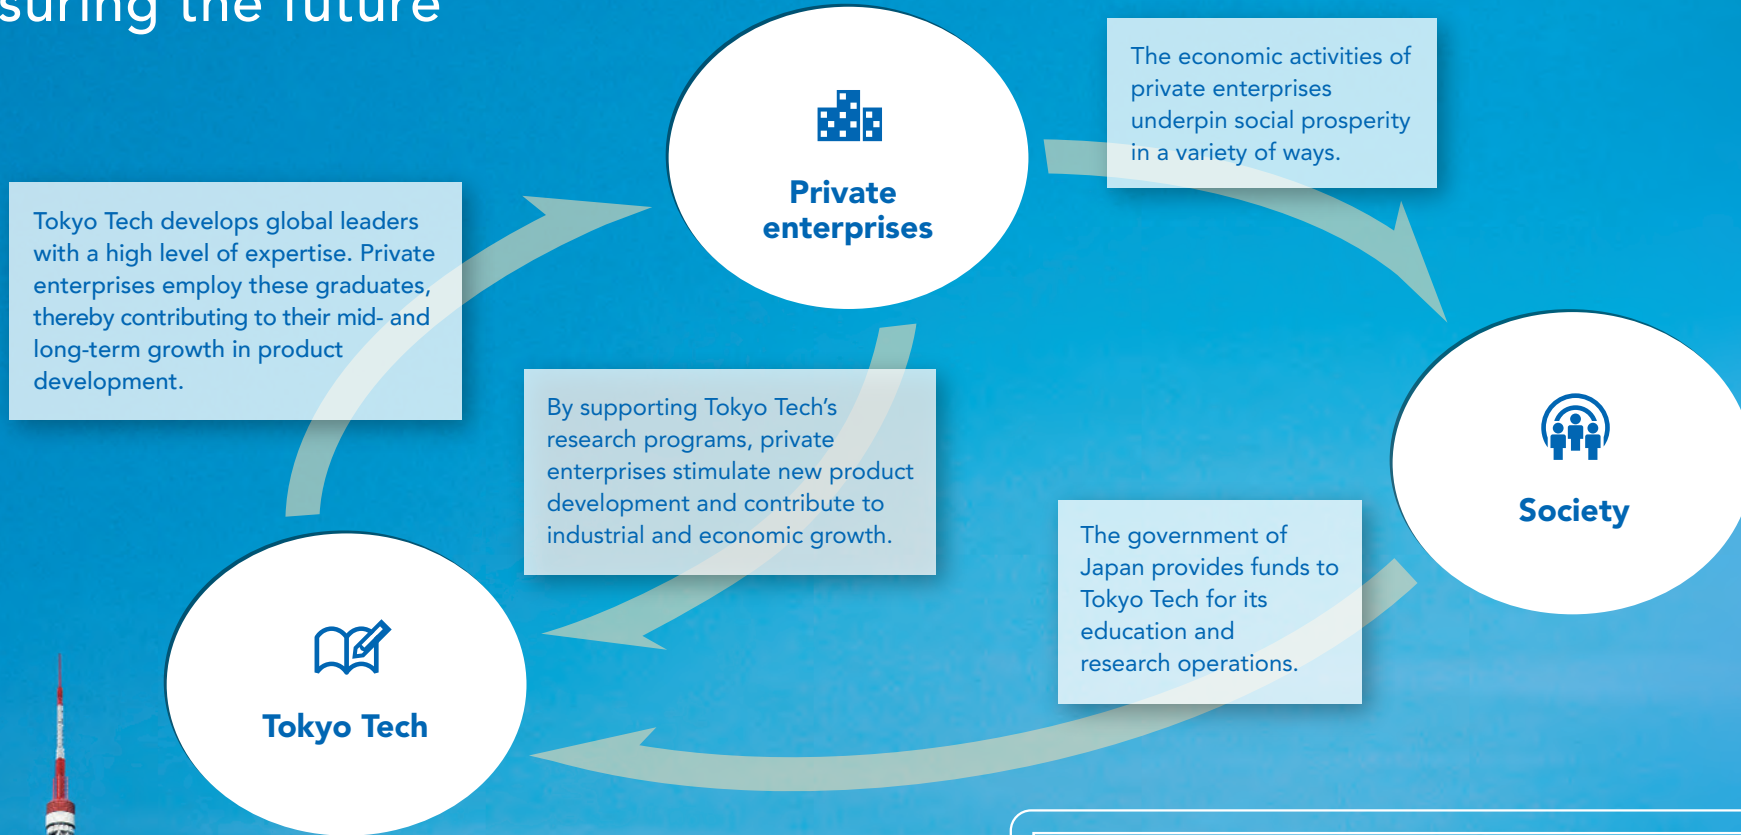 suring the future
Private
enterprises
The economic activities of
private enterprises
underpin social prosperity
in a variety of ways.
Tokyo Tech develops global leaders
with a high level of expertise. Private
enterprises employ these graduates,
thereby contributing to their mid- and
long-term growth in product
development.
By supporting Tokyo Tech’s
research programs, private
enterprises stimulate new product
development and contribute to
industrial and economic growth.
Society
The government of
Japan provides funds to
Tokyo Tech for its
education and
research operations.
Tokyo Tech